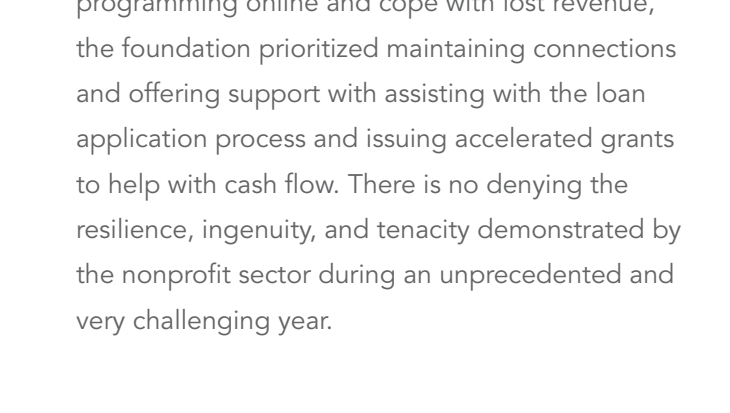 programming online and cope with lost revenue,
the foundation prioritized maintaining connections
and offering support with assisting with the loan
application process and issuing accelerated grants
to help with cash flow. There is no denying the
resilience, ingenuity, and tenacity demonstrated by
the nonprofit sector during an unprecedented and
very challenging year.